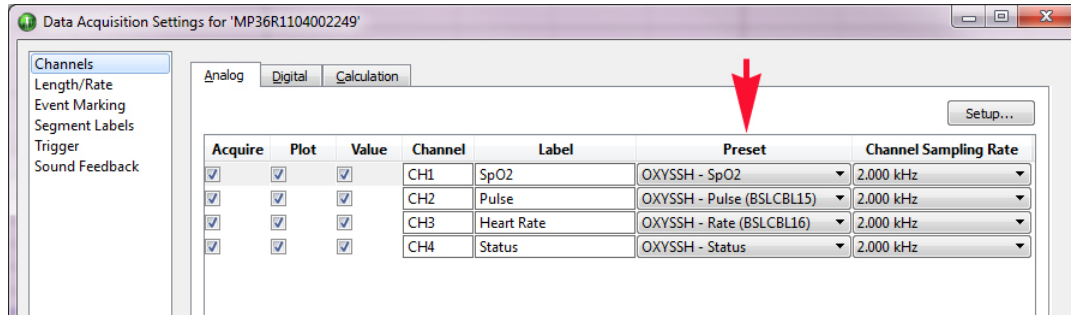 Data Acquisition Settings for 'MP36R1104002249'
Channels
Length/Rate
Event Marking
Segment Labels
Trigger
Sound Feedback
Analog Digital Calculation
Setup...
Acquire Plot Value Channel Label Preset Channel Sampling Rate
CH1 SpO2 OXYSSH - SpO2 2.000 kHz
CH2 Pulse OXYSSH - Pulse (BSLCBL15) 2.000 kHz
CH3 Heart Rate OXYSSH - Rate (BSLCBL16) 2.000 kHz
CH4 Status OXYSSH - Status 2.000 kHz